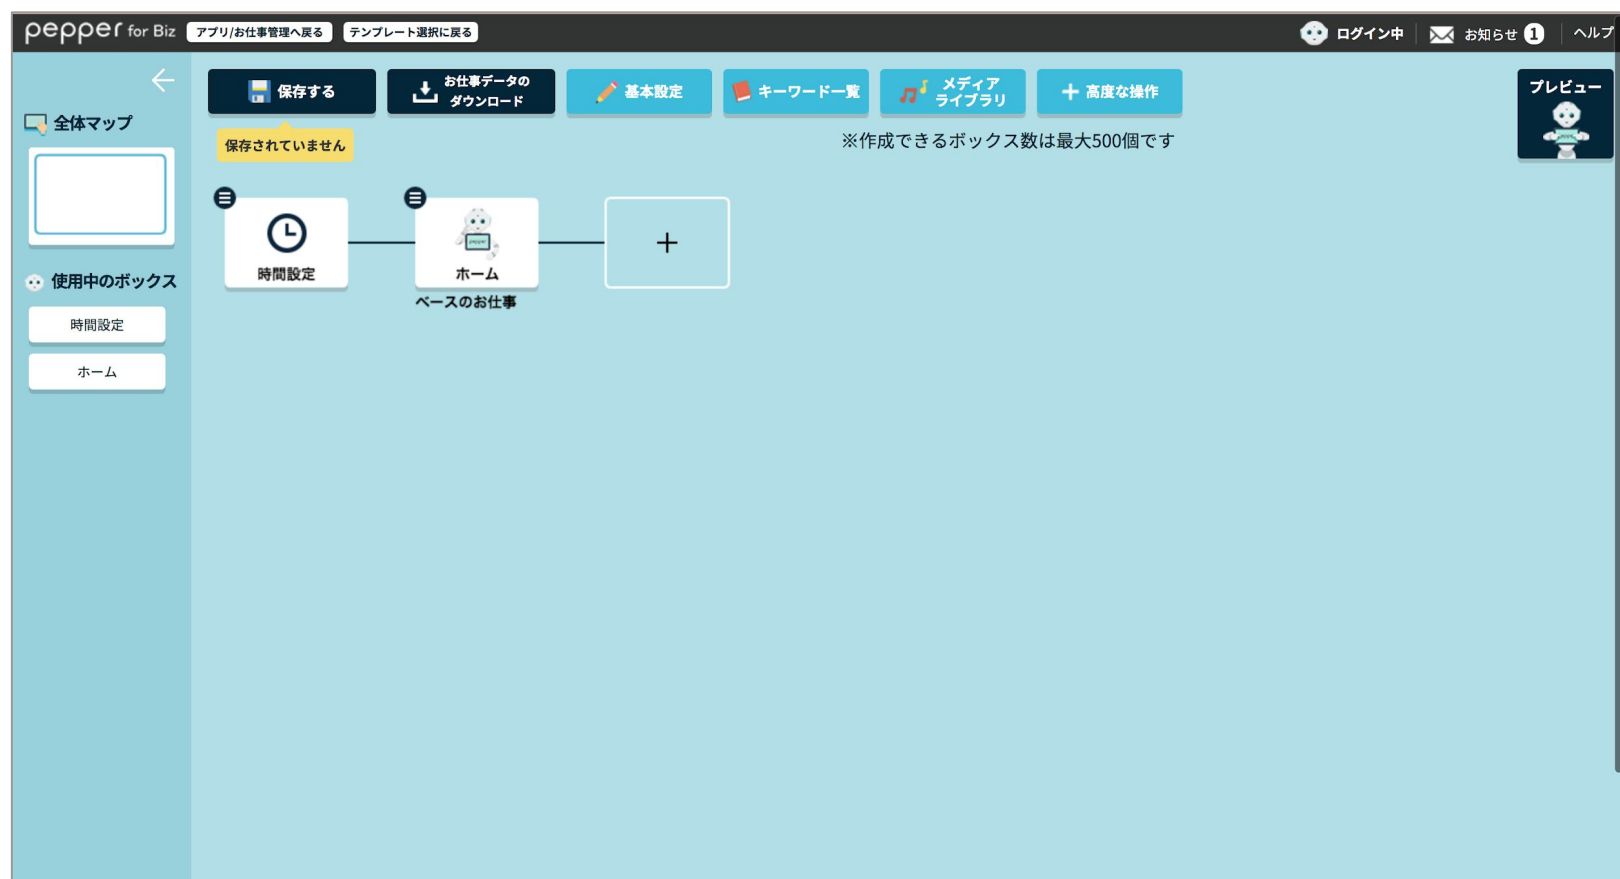 pepper for Biz アプリ/お仕事管理へ戻る テンプレート選択に戻る ログイン中 お知らせ 1 ヘルプ
全体マップ
使用中のボックス
時間設定
ホーム
保存する
お仕事データの
ダウンロード
基本設定
キーワード一覧
メディア
ライブラリ
+ 高度な操作
プレビュー
保存されていません
※作成できるボックス数は最大500個です
時間設定
ホーム
ベースのお仕事
+